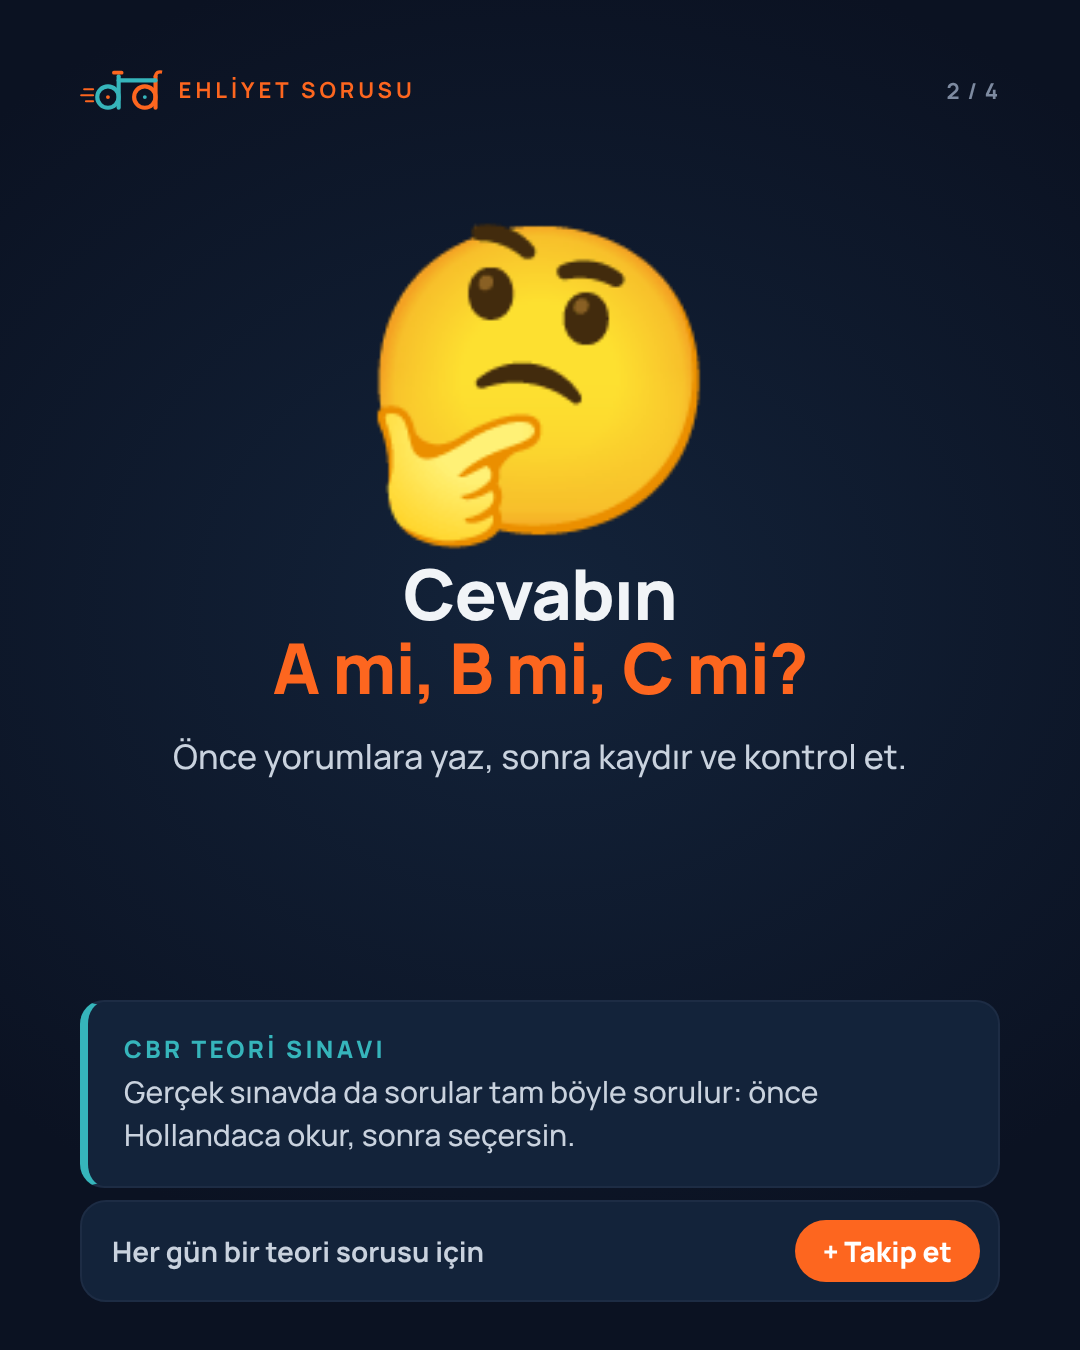 EHLİYET SORUSU
2 / 4
Cevabın
A mi, B mi, C mi?
Önce yorumlara yaz, sonra kaydır ve kontrol et.
CBR TEORİ SINAVI
Gerçek sınavda da sorular tam böyle sorulur: önce
Hollandaca okur, sonra seçersin.
Her gün bir teori sorusu için
+ Takip et